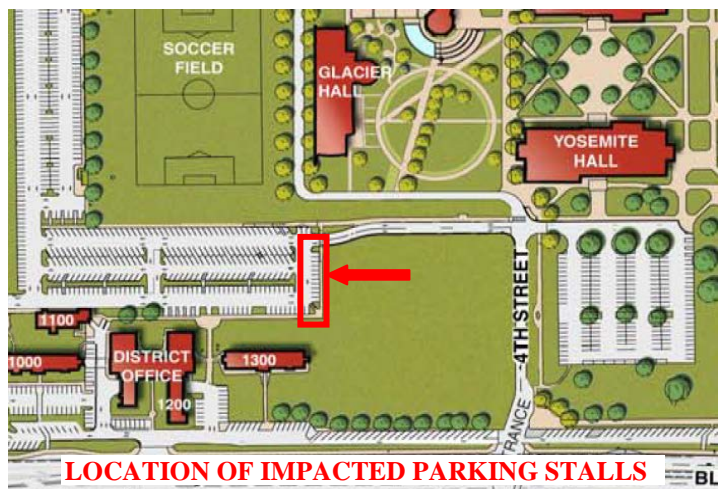 SOCCER
FIELD
GLACIER
HALL
YOSEMITE
HALL
4TH STREET
1100
1000
DISTRICT
OFFICE
1300
1200
RANCE
LOCATION OF IMPACTED PARKING STALLS
BL